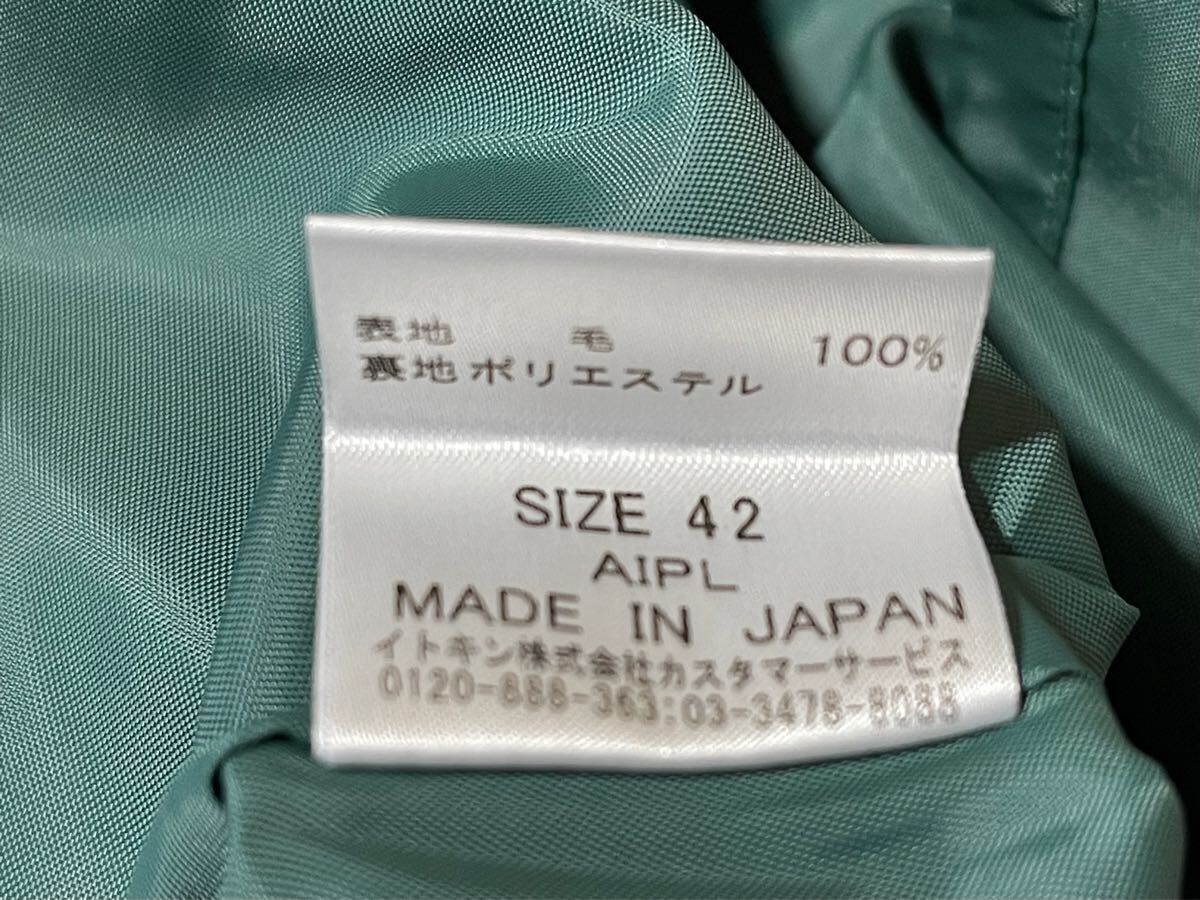 表地 毛 100%
裏地ポリエステル
SIZE 42
AIPL
MADE IN JAPAN
イトキン株式会社カスタマーサービス
0120-888-363:03-3478-8088